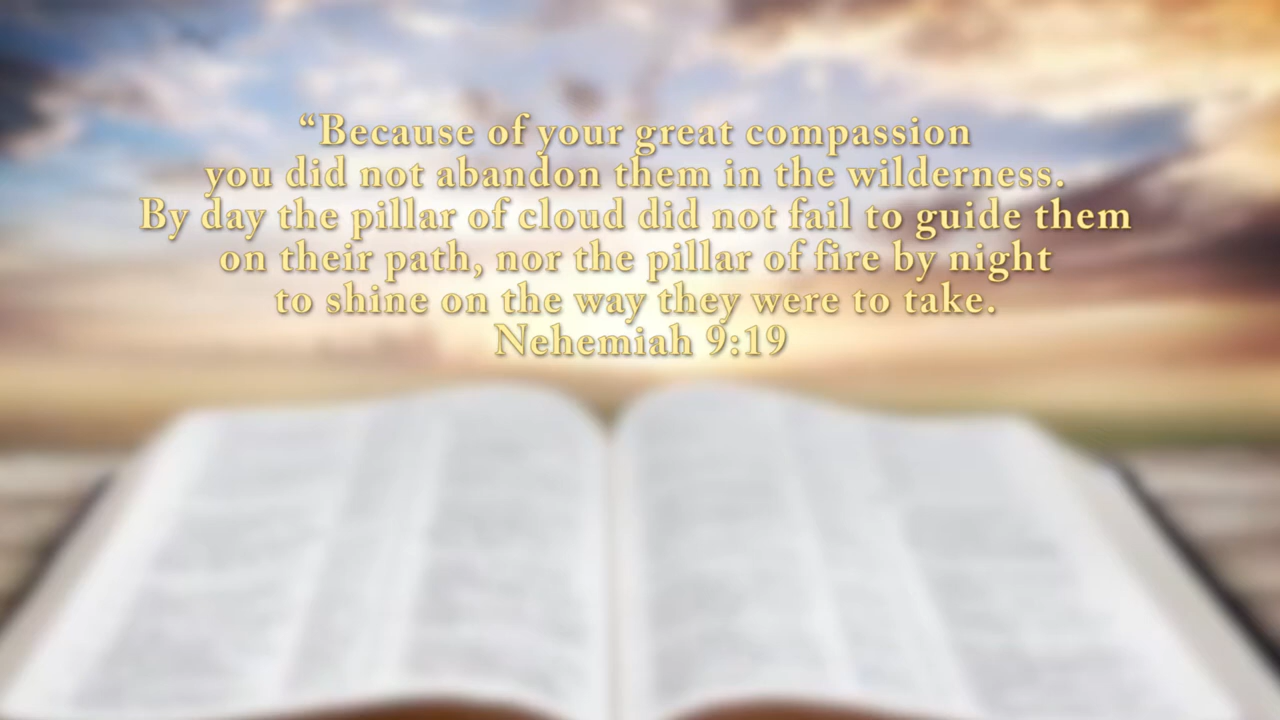 “Because of your great compassion
you did not abandon them in the wilderness.
By day the pillar of cloud did not fail to guide them
on their path, nor the pillar of fire by night
to shine on the way they were to take.
Nehemiah 9:19